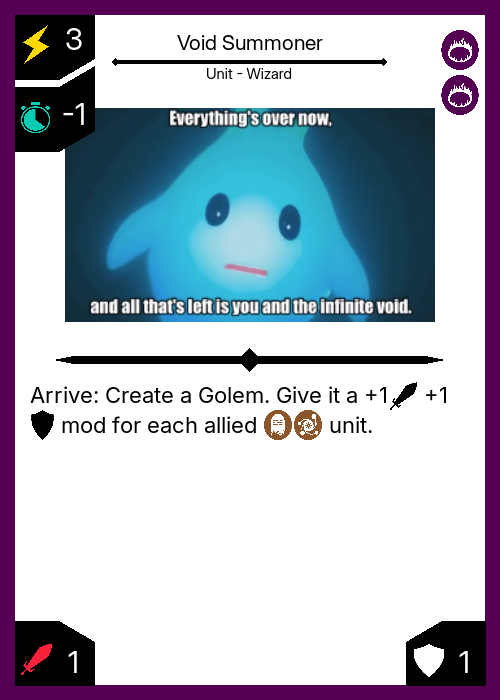 3
Void Summoner
Unit - Wizard
-1
Everything's over now,
and all that's left is you and the infinite void.
Arrive: Create a Golem. Give it a +1 +1
mod for each allied unit.
1
1